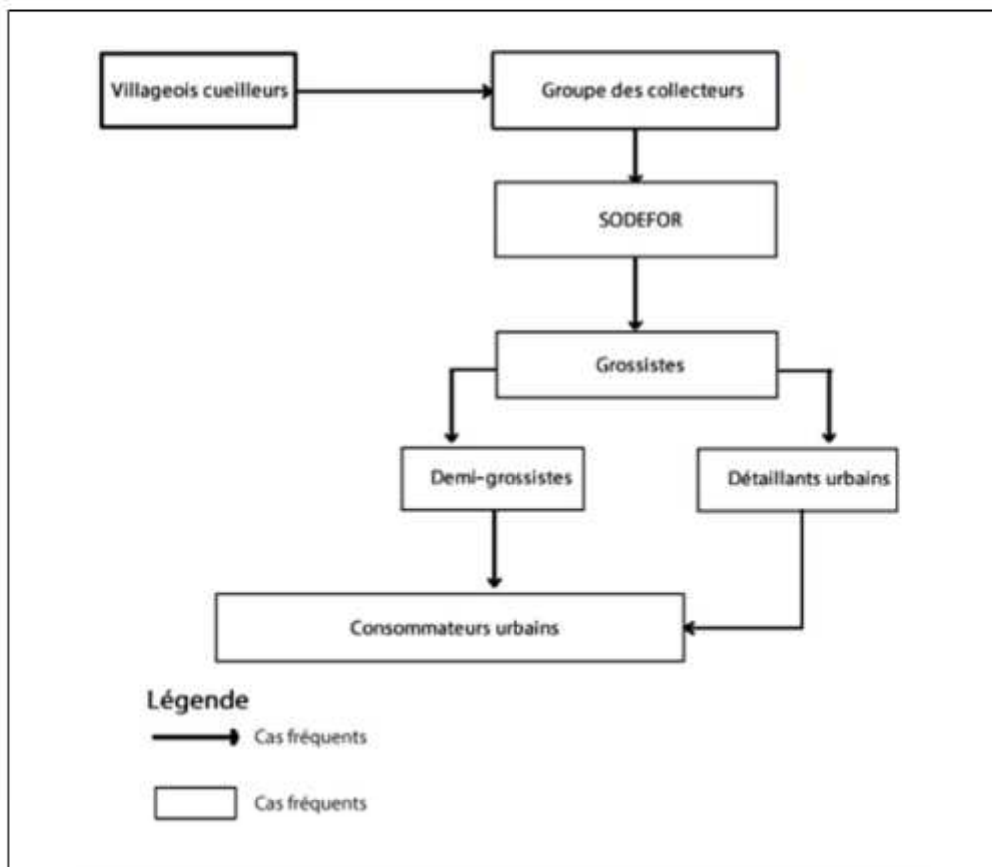 Villageois cueilleurs
Groupe des collecteurs
SODEFOR
Grossistes
Demi-grossistes
Détaillants urbains
Consommateurs urbains
Légende
Cas fréquents
Cas fréquents